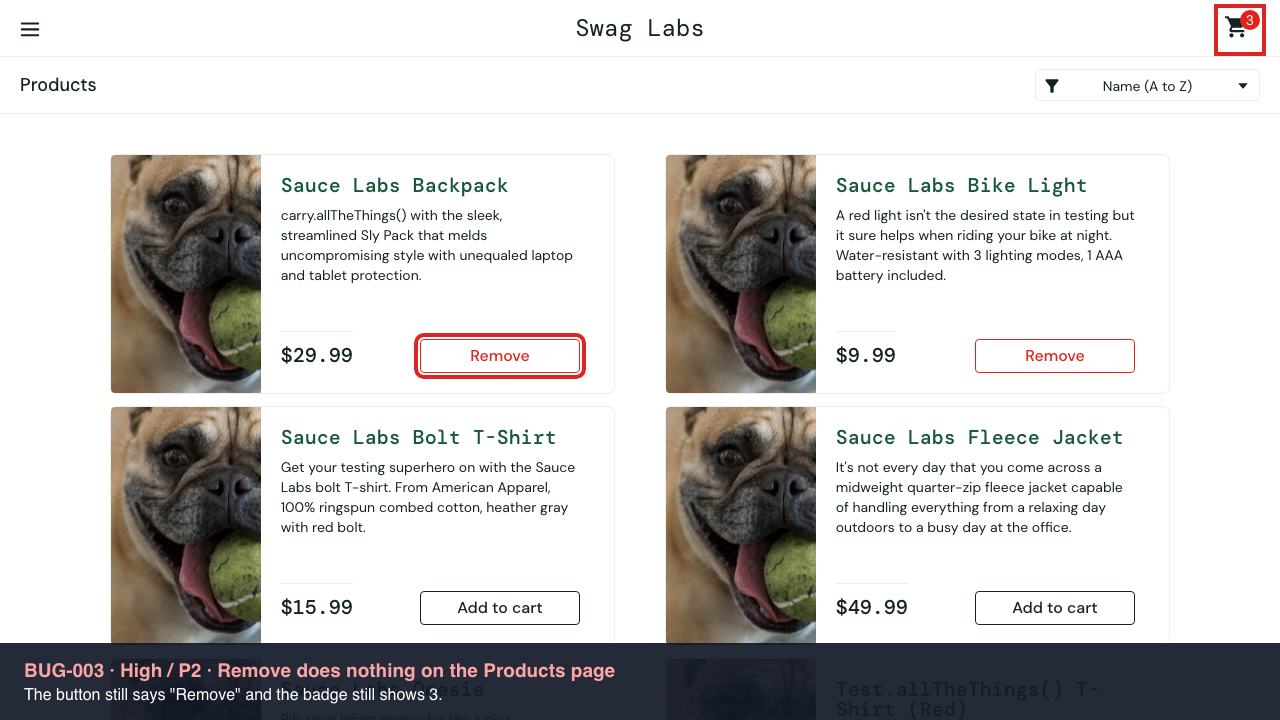 Swag Labs
3
Products
Name (A to Z)
Sauce Labs Backpack
carry.allTheThings() with the sleek,
streamlined Sly Pack that melds
uncompromising style with unequaled laptop
and tablet protection.
$29.99
Remove
Sauce Labs Bike Light
A red light isn't the desired state in testing but
it sure helps when riding your bike at night.
Water-resistant with 3 lighting modes, 1 AAA
battery included.
$9.99
Remove
Sauce Labs Bolt T-Shirt
Get your testing superhero on with the Sauce
Labs bolt T-shirt. From American Apparel,
100% ringspun combed cotton, heather gray
with red bolt.
$15.99
Add to cart
Sauce Labs Fleece Jacket
It's not every day that you come across a
midweight quarter-zip fleece jacket capable
of handling everything from a relaxing day
outdoors to a busy day at the office.
$49.99
Add to cart
BUG-003 · High / P2 · Remove does nothing on the Products page
The button still says "Remove" and the badge still shows 3.
Test.allTheThings() T-
Shirt (Red)